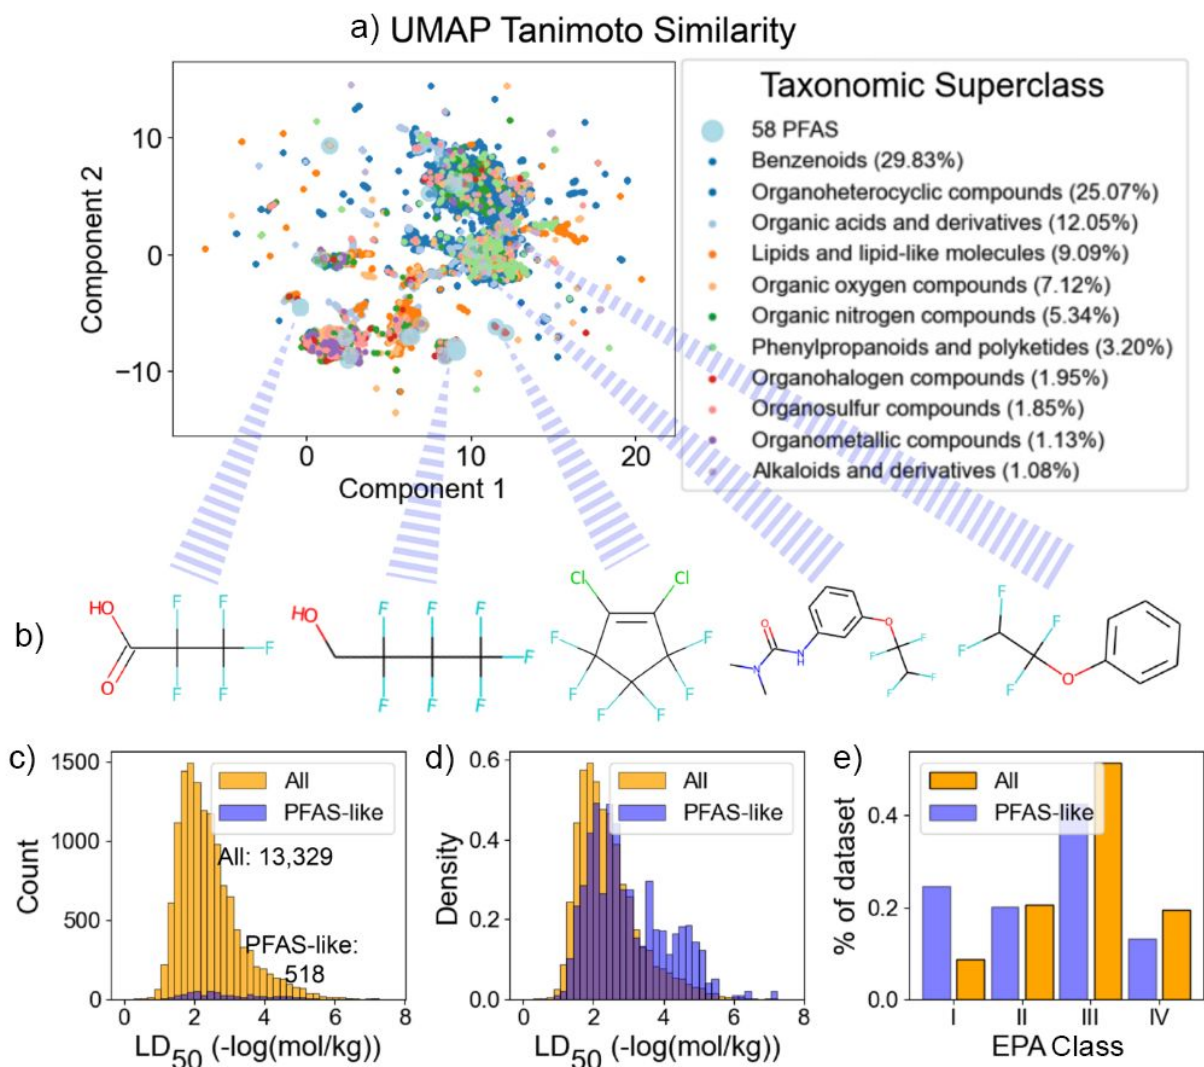 a) UMAP Tanimoto Similarity
10
0
−10
Component 2
0
10
20
Component 1
Taxonomic Superclass
58 PFAS
Benzenoids (29.83%)
Organoheterocyclic compounds (25.07%)
Organic acids and derivatives (12.05%)
Lipids and lipid-like molecules (9.09%)
Organic oxygen compounds (7.12%)
Organic nitrogen compounds (5.34%)
Phenylpropanoids and polyketides (3.20%)
Organohalogen compounds (1.95%)
Organosulfur compounds (1.85%)
Organometallic compounds (1.13%)
Alkaloids and derivatives (1.08%)
b)
HO
O
F
F
F
F
F
HO
F
F
F
F
F
F
F
Cl
Cl
F
F
F
F
F
F
O
N
N
H
O
F
F
F
F
F
F
F
F
O
c)
1500
1000
500
0
Count
All
PFAS-like
All: 13,329
PFAS-like:
518
0
2
4
6
8
LD50 (-log(mol/kg))
d)
0.6
0.4
0.2
0.0
Density
All
PFAS-like
0
2
4
6
8
LD50 (-log(mol/kg))
e)
0.4
0.2
0.0
% of dataset
All
PFAS-like
I
II
III
IV
EPA Class